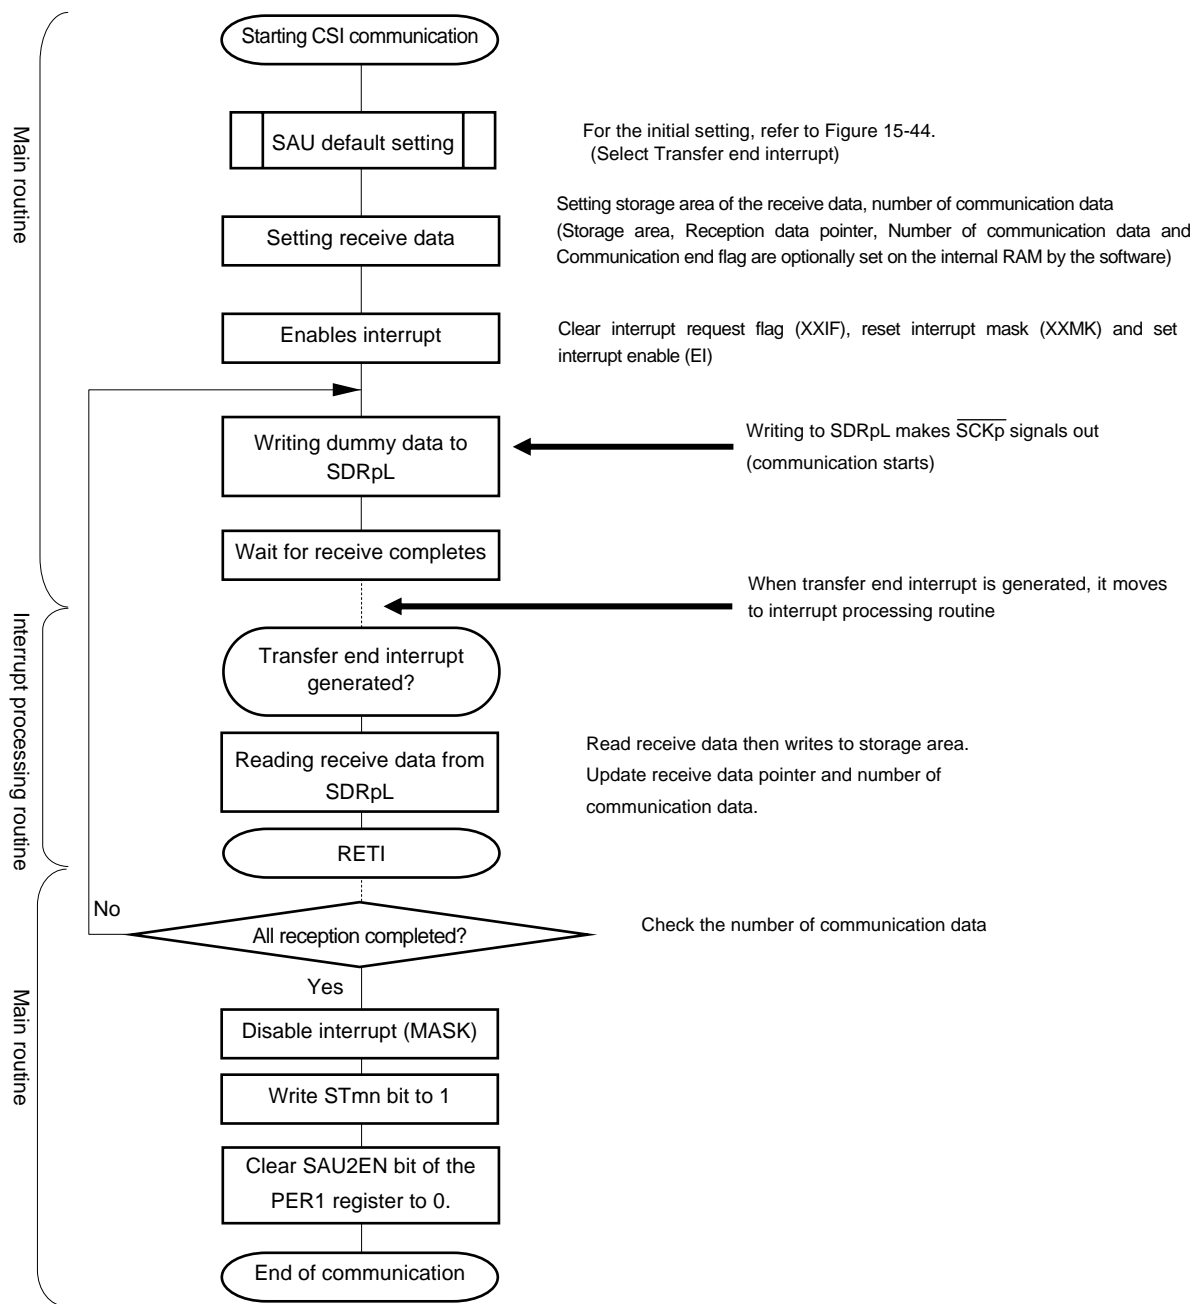 Starting CSI communication
Main routine
SAU default setting
For the initial setting, refer to Figure 15-44.
(Select Transfer end interrupt)
Setting receive data
Setting storage area of the receive data, number of communication data
(Storage area, Reception data pointer, Number of communication data and
Communication end flag are optionally set on the internal RAM by the software)
Enables interrupt
Clear interrupt request flag (XXIF), reset interrupt mask (XXMK) and set
interrupt enable (EI)
Writing dummy data to
SDRpL
Writing to SDRpL makes S̅C̅K̅p̅ signals out
(communication starts)
Wait for receive completes
When transfer end interrupt is generated, it moves
to interrupt processing routine
Interrupt processing routine
Transfer end interrupt
generated?
Reading receive data from
SDRpL
Read receive data then writes to storage area.
Update receive data pointer and number of
communication data.
RETI
Main routine
No
All reception completed?
Check the number of communication data
Yes
Disable interrupt (MASK)
Write STmn bit to 1
Clear SAU2EN bit of the
PER1 register to 0.
End of communication